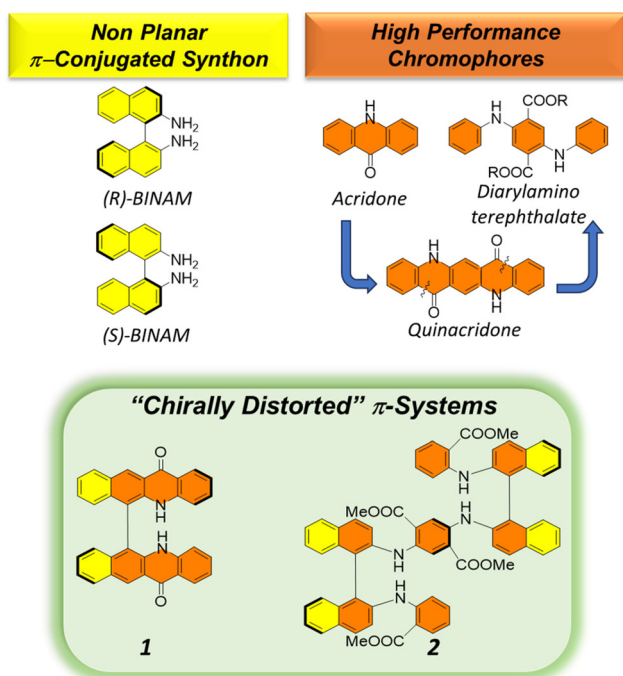 Non Planar
π–Conjugated Synthon
High Performance
Chromophores
NH₂
NH₂
(R)-BINAM
NH₂
NH₂
(S)-BINAM
H
N
O
Acridone
COOR
H
N
N
H
ROOC
Diarylamino
terephthalate
H
N
O
O
N
H
Quinacridone
“Chirally Distorted” π-Systems
O
N
H
H
N
O
1
COOMe
N
H
MeOOC
H
N
N
H
COOMe
H
N
MeOOC
2